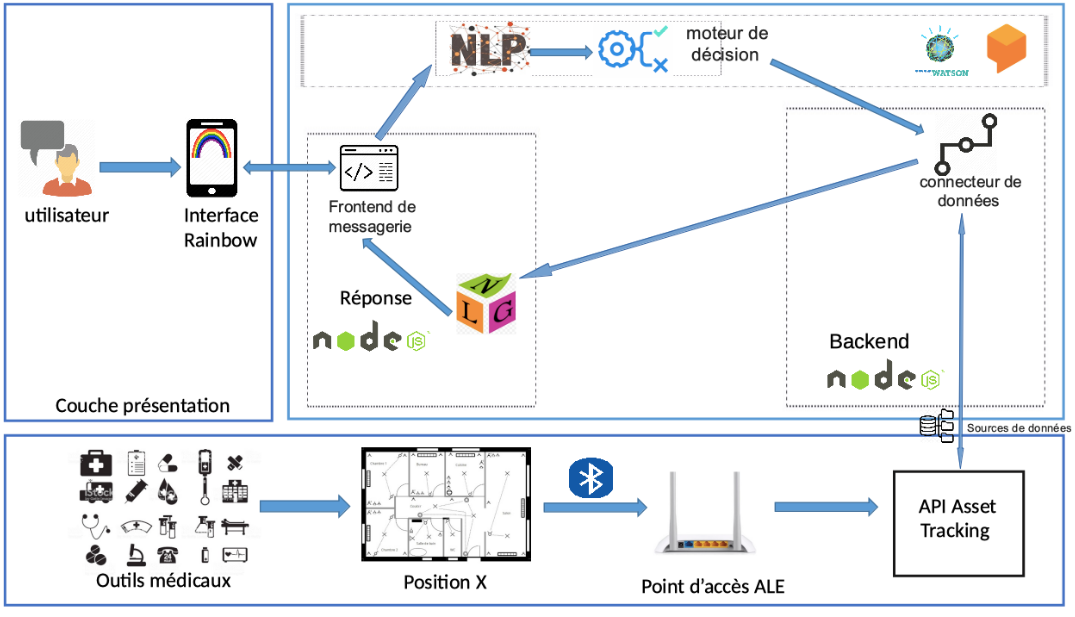 NLP
moteur de
décision
WATSON
utilisateur
Interface
Rainbow
</>
Frontend de
messagerie
connecteur de
données
Réponse
N
L G
node
JS
Backend
node
JS
Couche présentation
Sources de données
iStock
Outils médicaux
Position X
Point d'accès ALE
API Asset
Tracking